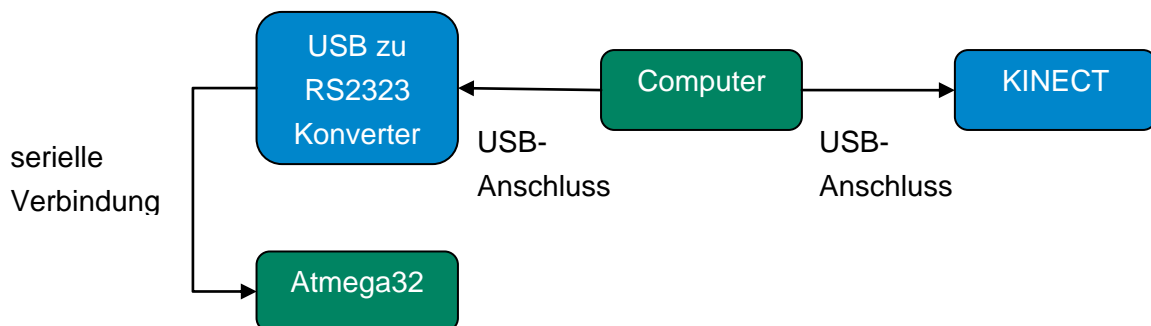 USB zu
RS2323
Konverter
Computer
KINECT
USB-
Anschluss
USB-
Anschluss
serielle
Verbindung
Atmega32